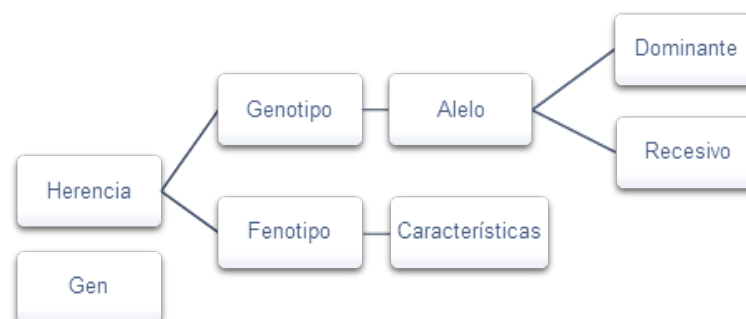 Dominante
Genotipo
Alelo
Recesivo
Herencia
Fenotipo
Características
Gen